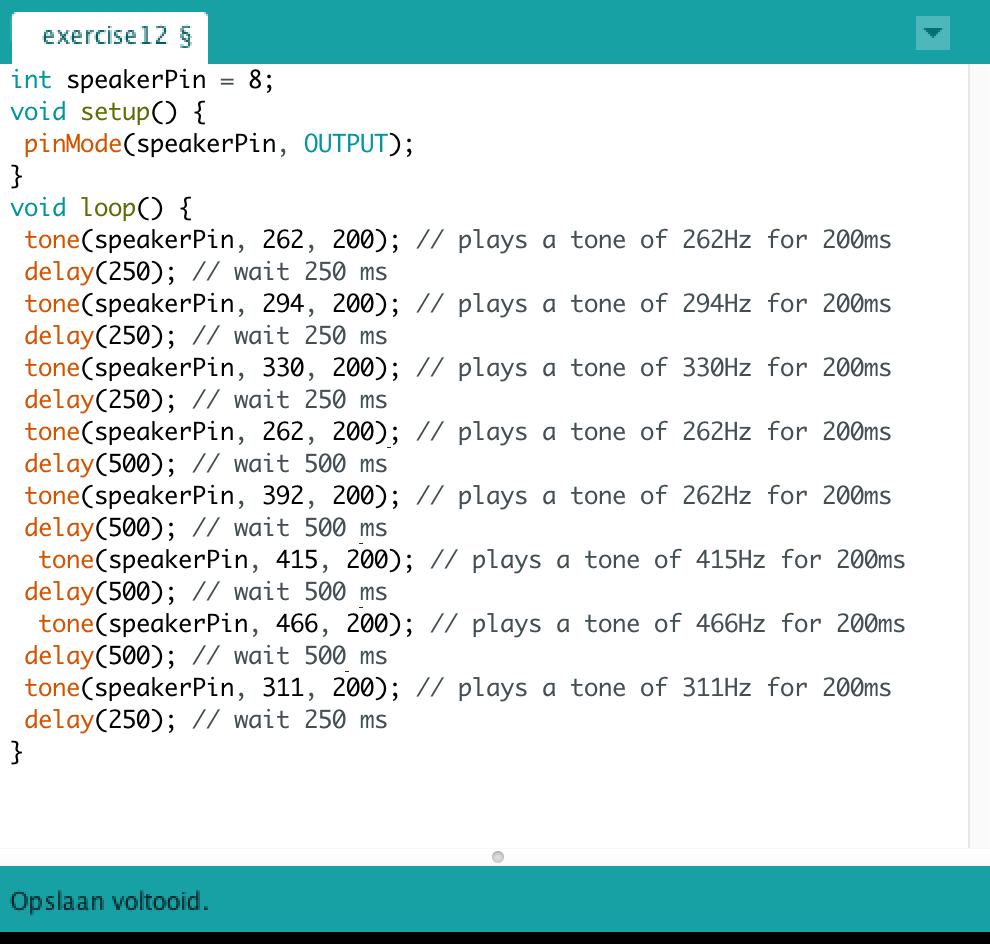 exercise12 §
int speakerPin = 8;
void setup() {
 pinMode(speakerPin, OUTPUT);
}
void loop() {
 tone(speakerPin, 262, 200); // plays a tone of 262Hz for 200ms
 delay(250); // wait 250 ms
 tone(speakerPin, 294, 200); // plays a tone of 294Hz for 200ms
 delay(250); // wait 250 ms
 tone(speakerPin, 330, 200); // plays a tone of 330Hz for 200ms
 delay(250); // wait 250 ms
 tone(speakerPin, 262, 200); // plays a tone of 262Hz for 200ms
 delay(500); // wait 500 ms
 tone(speakerPin, 392, 200); // plays a tone of 262Hz for 200ms
 delay(500); // wait 500 ms
  tone(speakerPin, 415, 200); // plays a tone of 415Hz for 200ms
 delay(500); // wait 500 ms
  tone(speakerPin, 466, 200); // plays a tone of 466Hz for 200ms
 delay(500); // wait 500 ms
 tone(speakerPin, 311, 200); // plays a tone of 311Hz for 200ms
 delay(250); // wait 250 ms
}
Opslaan voltooid.